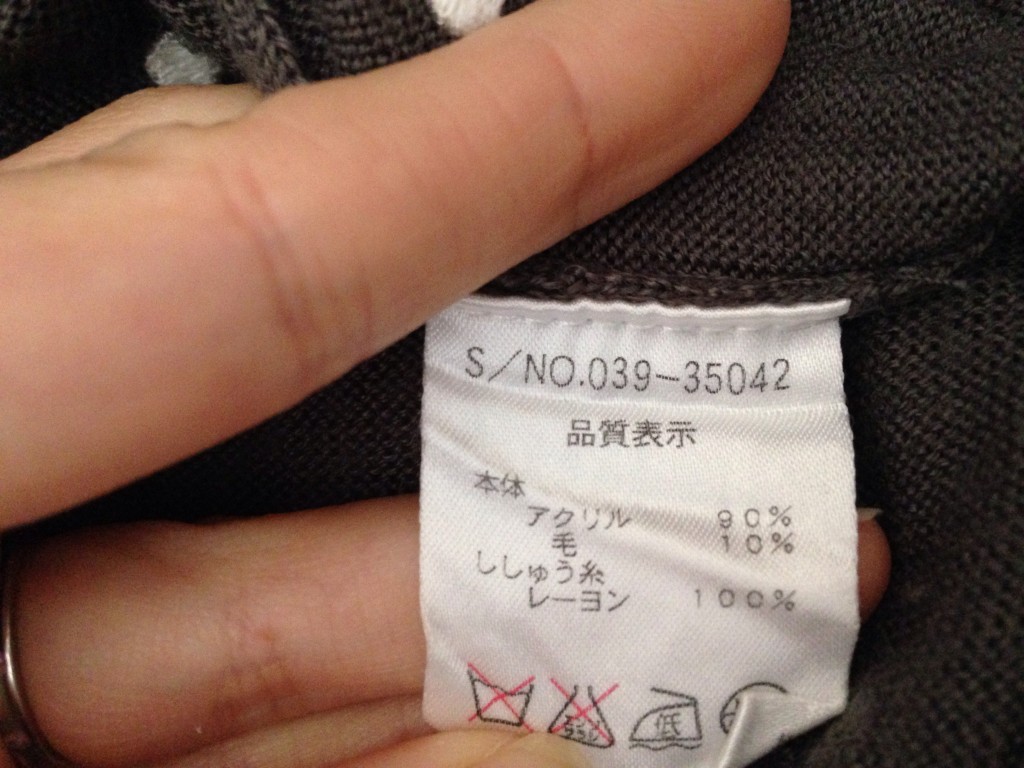 S/NO.039-35042
品質表示
本体
アクリル 90%
毛 10%
ししゅう糸
レーヨン 100%
低